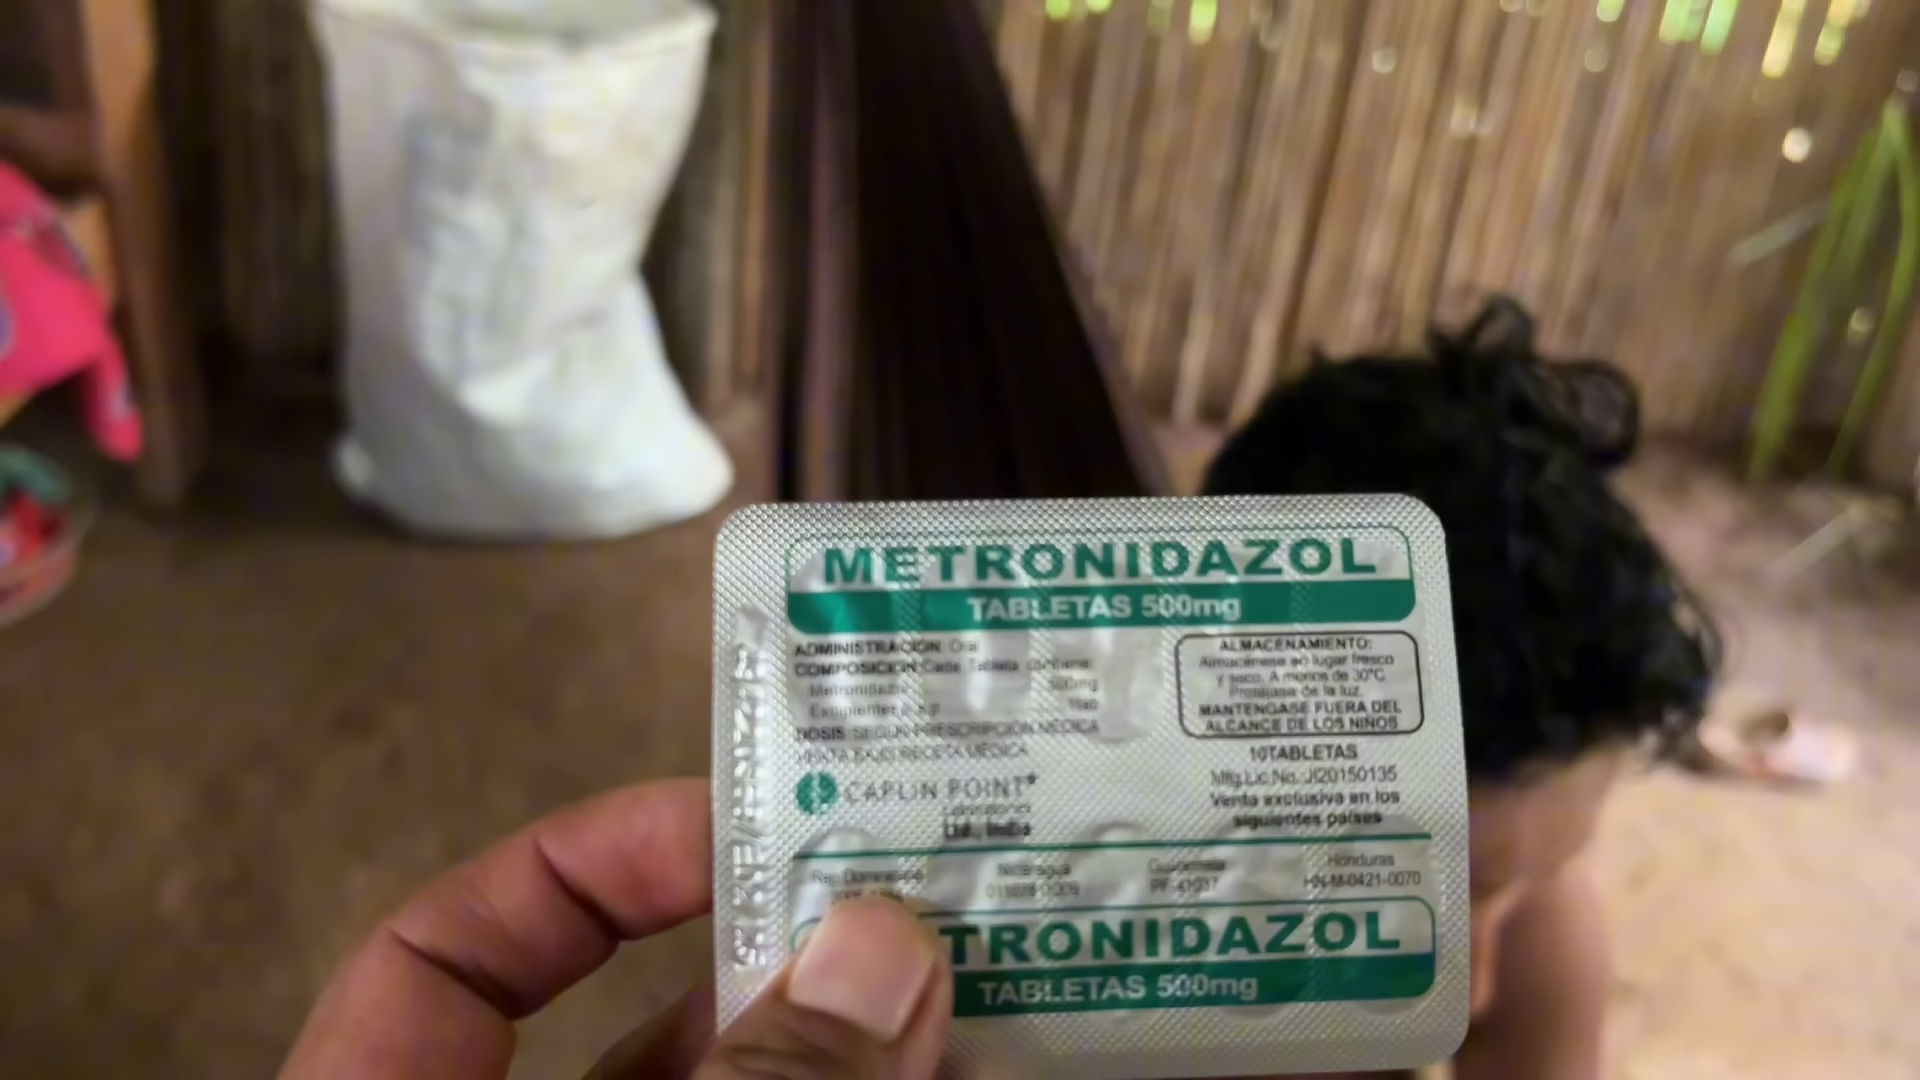 METRONIDAZOL
TABLETAS 500mg
ADMINISTRACION: Oral
COMPOSICION: Cada Tableta contiene:
Metronidazol 500mg
Excipientes c.s.p
DOSIS: SEGUN PRESCRIPCION MEDICA
VENTA BAJO RECETA MEDICA
CAPLIN POINT
Laboratories
Ltd., India
ALMACENAMIENTO:
Almacénese en lugar fresco
y seco. A menos de 30°C
Protéjase de la luz.
MANTENGASE FUERA DEL
ALCANCE DE LOS NIÑOS
10TABLETAS
Mfg.Lic.No.:JI20150135
Venta exclusiva en los
siguientes países
Rep.Dominicana Nicaragua Guatemala Honduras
HN-M-0421-0070
TRONIDAZOL
TABLETAS 500mg